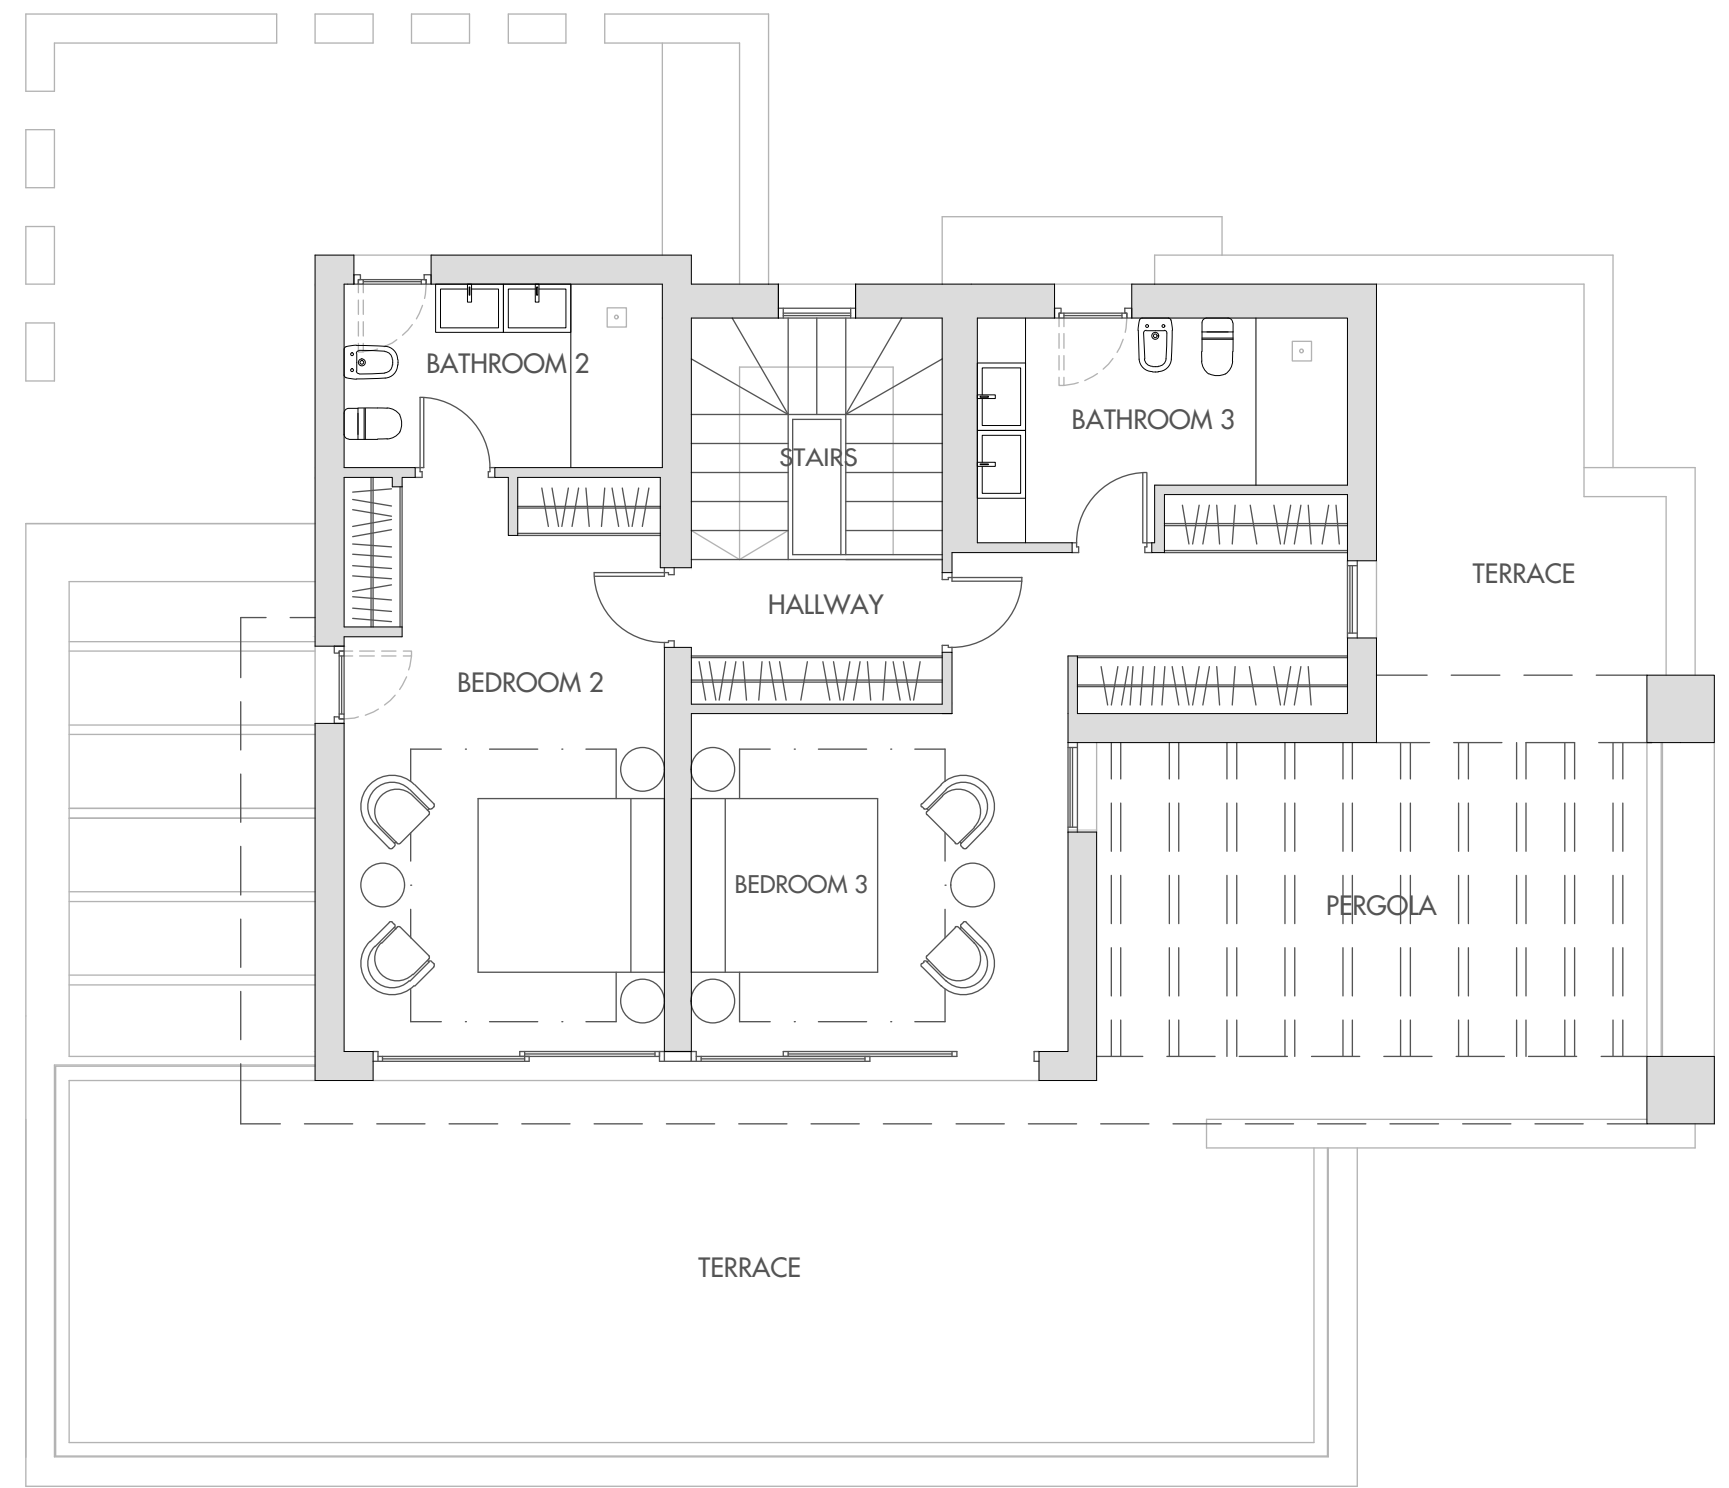 BATHROOM 2
BATHROOM 3
STAIRS
TERRACE
HALLWAY
BEDROOM 2
BEDROOM 3
PERGOLA
TERRACE